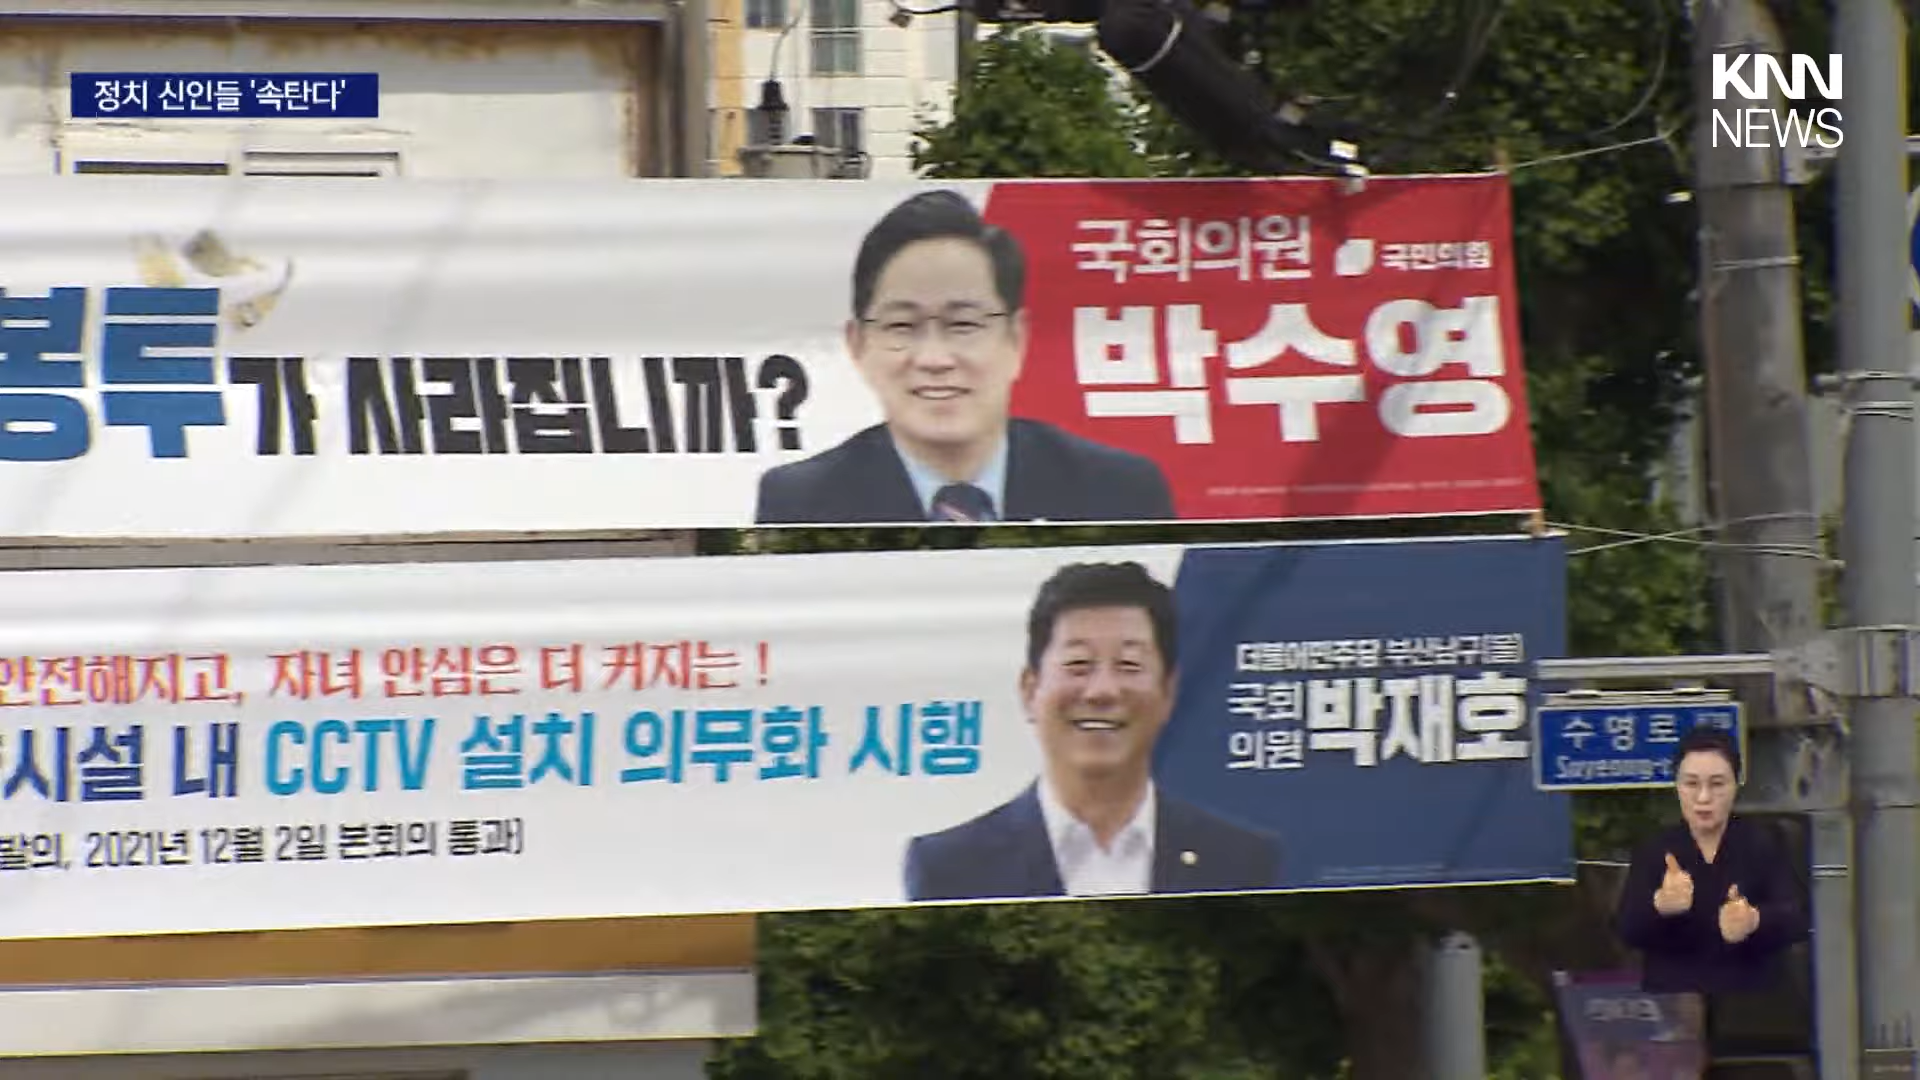 정치 신인들 '속탄다'
KNN
NEWS
국회의원 국민의힘
박수영
봉투가 사라집니까?
안전해지고, 자녀 안심은 더 커지는!
시설 내 CCTV 설치 의무화 시행
발의, 2021년 12월 2일 본회의 통과)
더불어민주당 부산남구(을)
국회
의원 박재호
수영로
Suyeong-